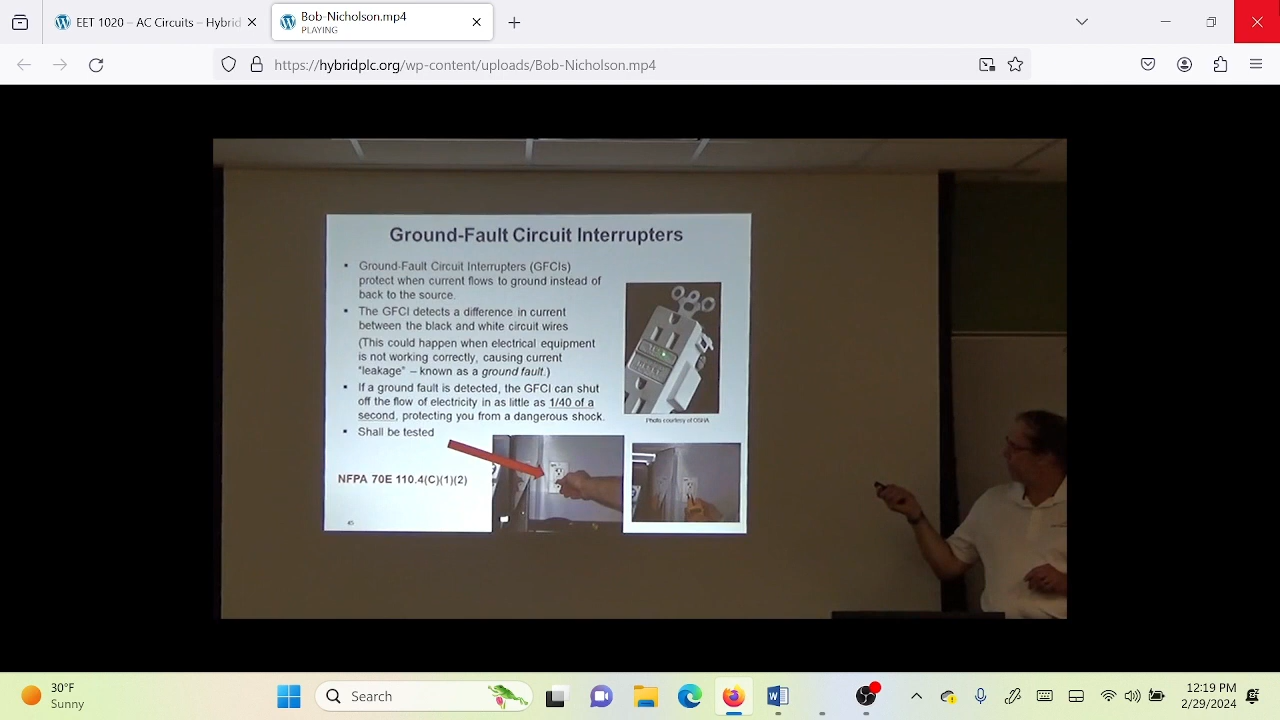 EET 1020 – AC Circuits – Hybrid
Bob-Nicholson.mp4
PLAYING
https://hybridplc.org/wp-content/uploads/Bob-Nicholson.mp4
Ground-Fault Circuit Interrupters
▪ Ground-Fault Circuit Interrupters (GFCIs)
protect when current flows to ground instead of
back to the source.
▪ The GFCI detects a difference in current
between the black and white circuit wires
(This could happen when electrical equipment
is not working correctly, causing current
"leakage" – known as a ground fault.)
▪ If a ground fault is detected, the GFCI can shut
off the flow of electricity in as little as 1/40 of a
second, protecting you from a dangerous shock.
▪ Shall be tested
Photo courtesy of OSHA
NFPA 70E 110.4(C)(1)(2)
45
30°F
Sunny
Search
12:19 PM
2/29/2024